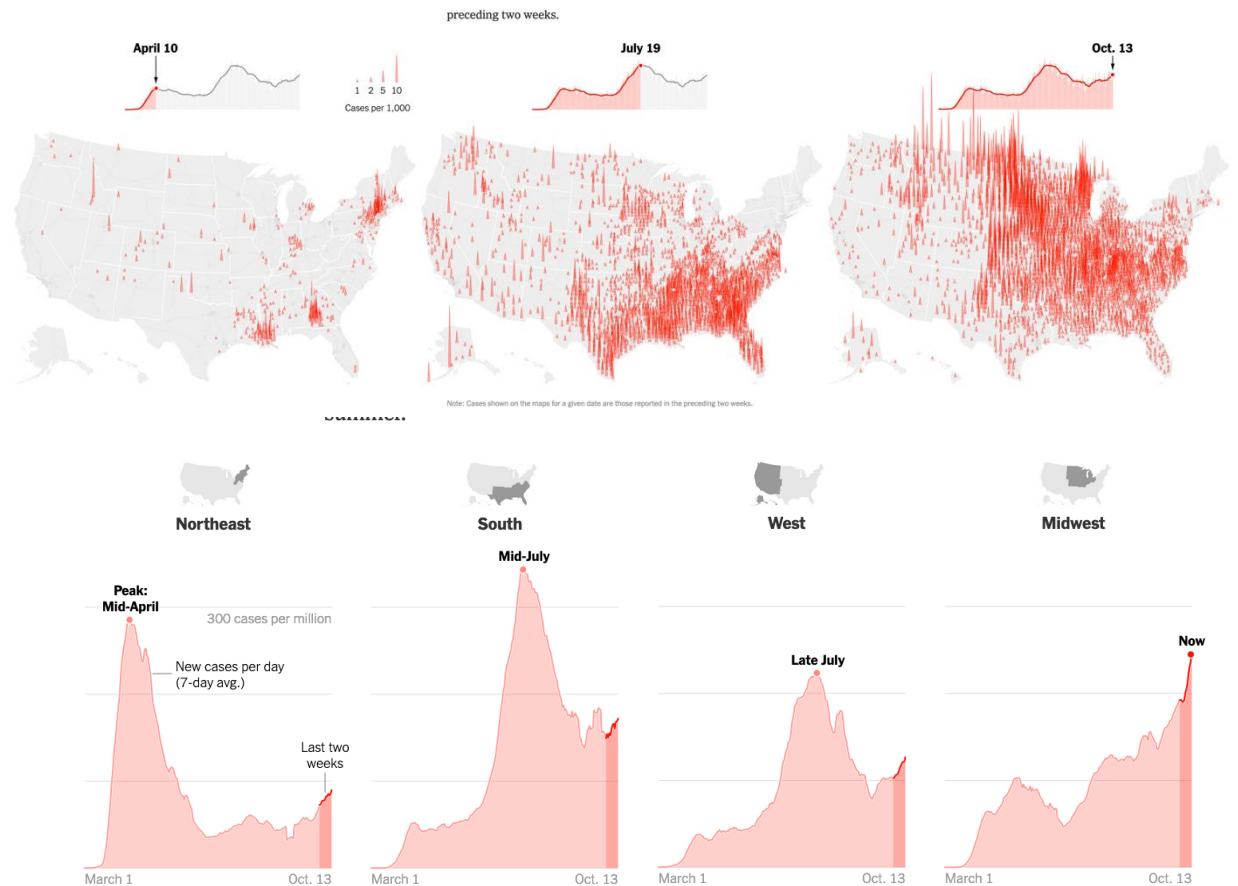 preceding two weeks.
April 10
July 19
Oct. 13
1 2 5 10
Cases per 1,000
Note: Cases shown on the maps for a given date are those reported in the preceding two weeks.
summer.
Northeast
South
West
Midwest
Peak:
Mid-April
300 cases per million
New cases per day
(7-day avg.)
Last two
weeks
March 1
Oct. 13
Mid-July
March 1
Oct. 13
Late July
March 1
Oct. 13
Now
March 1
Oct. 13